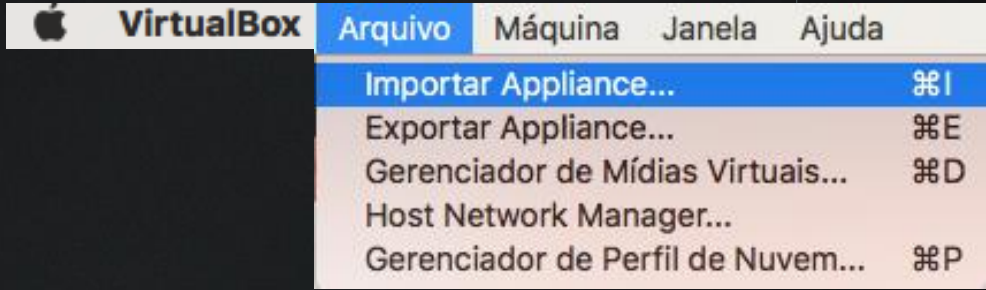 VirtualBox Arquivo Máquina Janela Ajuda
Importar Appliance... ⌘I
Exportar Appliance... ⌘E
Gerenciador de Mídias Virtuais... ⌘D
Host Network Manager...
Gerenciador de Perfil de Nuvem... ⌘P